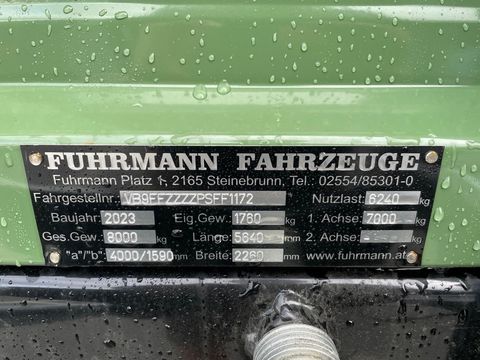 FUHRMANN FAHRZEUGE
Fuhrmann Platz 1, 2165 Steinebrunn, Tel.: 02554/85301-0
Fahrgestellnr. VB9FFZZZZPSFF1172 Nutzlast: 6240 kg
Baujahr: 2023 Eig.Gew.: 1760 kg 1. Achse: 7000 kg
Ges.Gew.: 8000 kg Länge: 5640 mm 2. Achse: - kg
"a"/"b": 4000/1590 mm Breite: 2260 mm www.fuhrmann.at